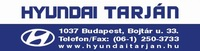 HYUNDAI TARJÁN
1037 Budapest, Bojtár u. 33.
Telefon/Fax: (06-1) 250-3733
www.hyundaitarjan.hu